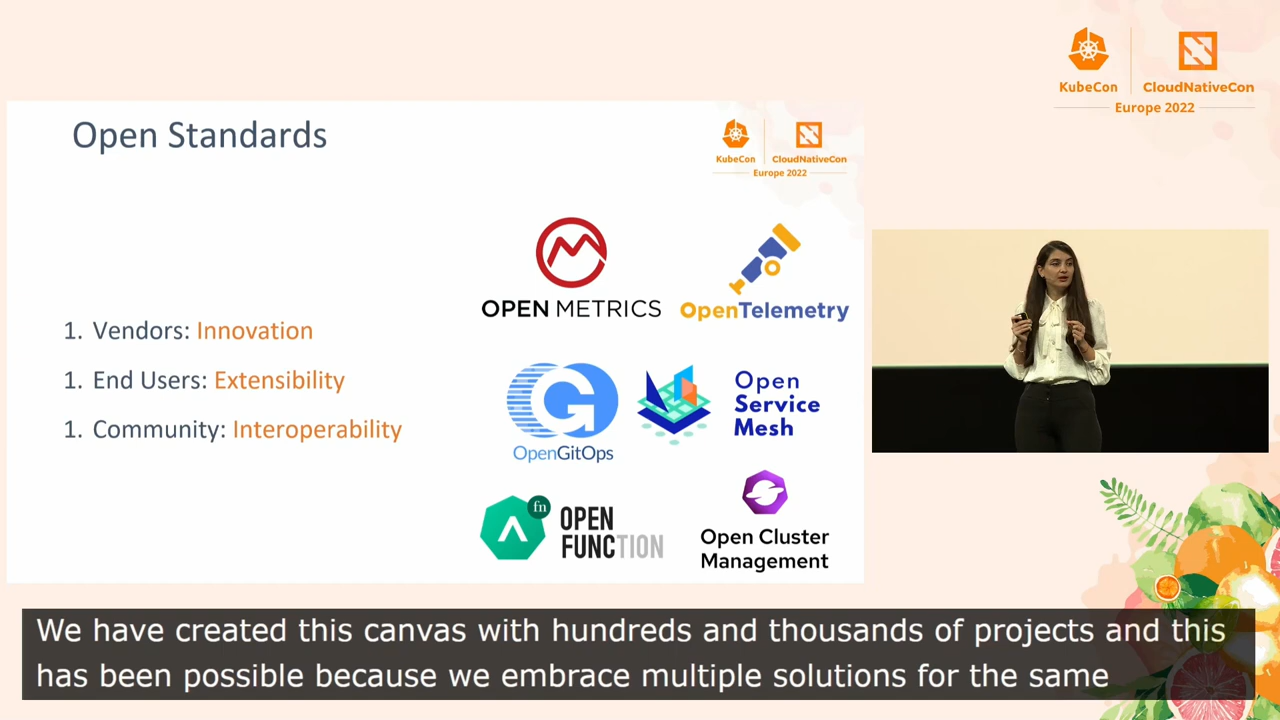 KubeCon
CloudNativeCon
Europe 2022
Open Standards
KubeCon
CloudNativeCon
Europe 2022
1. Vendors: Innovation
1. End Users: Extensibility
1. Community: Interoperability
OPEN METRICS
OpenTelemetry
OpenGitOps
Open
Service
Mesh
fn
OPEN
FUNCTION
Open Cluster
Management
We have created this canvas with hundreds and thousands of projects and this
has been possible because we embrace multiple solutions for the same